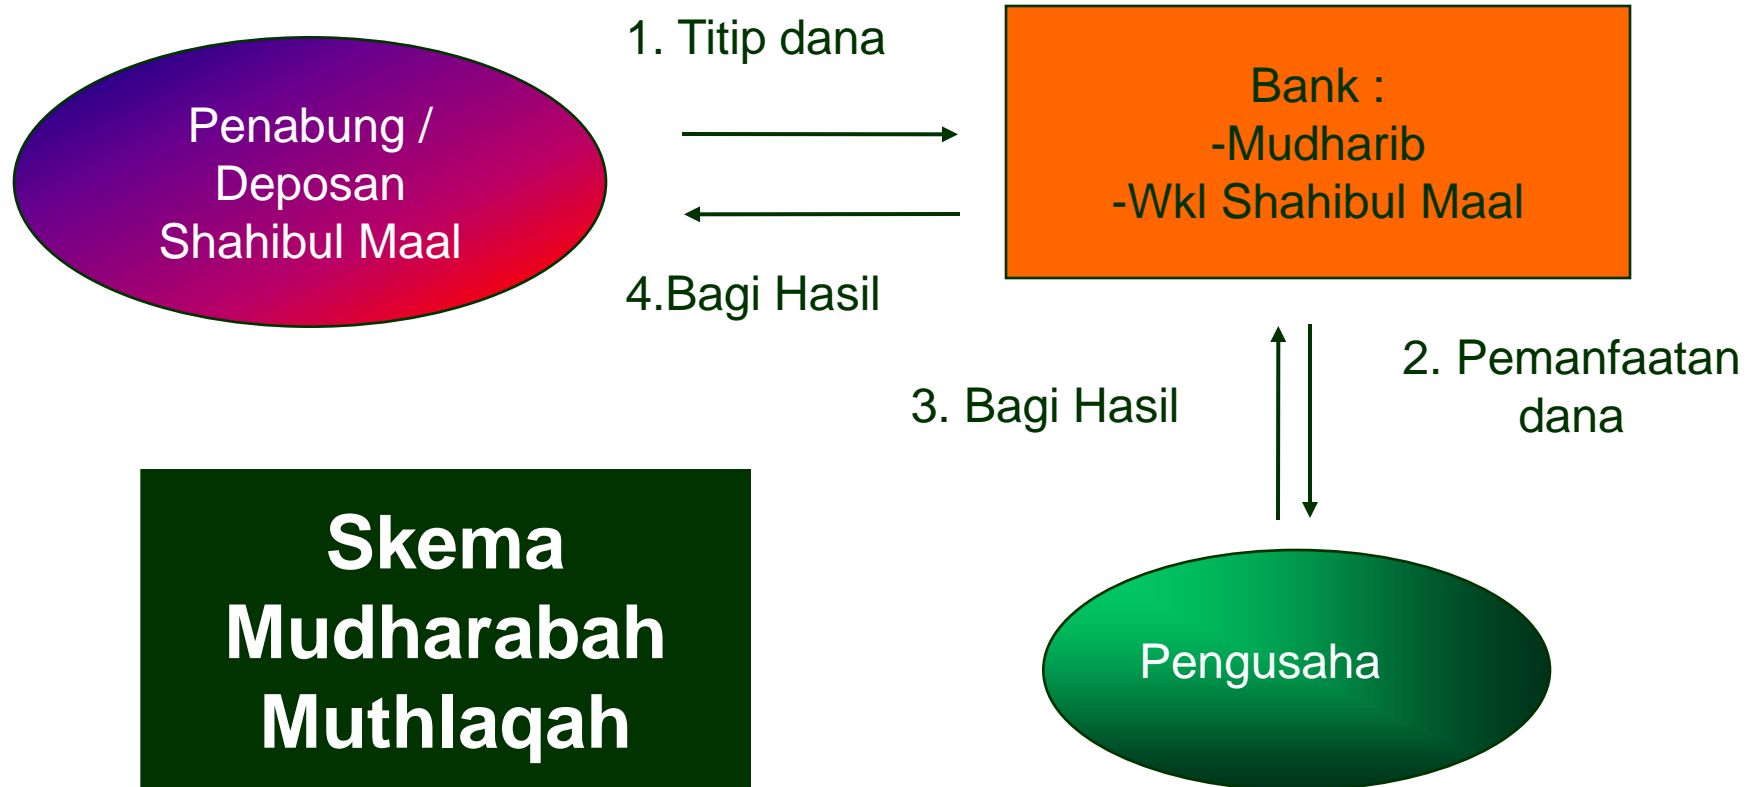 1. Titip dana
Penabung /
Deposan
Shahibul Maal
Bank :
-Mudharib
-Wkl Shahibul Maal
4.Bagi Hasil
2. Pemanfaatan
dana
3. Bagi Hasil
Skema
Mudharabah
Muthlaqah
Pengusaha